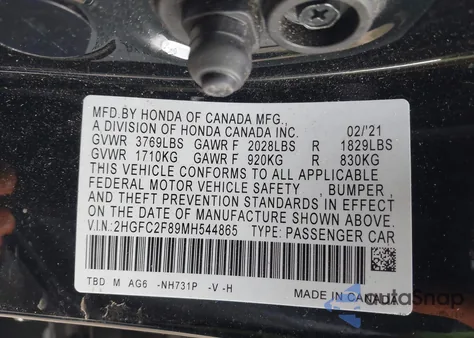 MFD.BY HONDA OF CANADA MFG.,
A DIVISION OF HONDA CANADA INC. 02/'21
GVWR 3769LBS GAWR F 2028LBS R 1829LBS
GVWR 1710KG GAWR F 920KG R 830KG
THIS VEHICLE CONFORMS TO ALL APPLICABLE
FEDERAL MOTOR VEHICLE SAFETY , BUMPER ,
AND THEFT PREVENTION STANDARDS IN EFFECT
ON THE DATE OF MANUFACTURE SHOWN ABOVE.
V.I.N.:2HGFC2F89MH544865 TYPE: PASSENGER CAR
TBD M AG6 -NH731P -V -H
MADE IN CANADA
AutoSnap